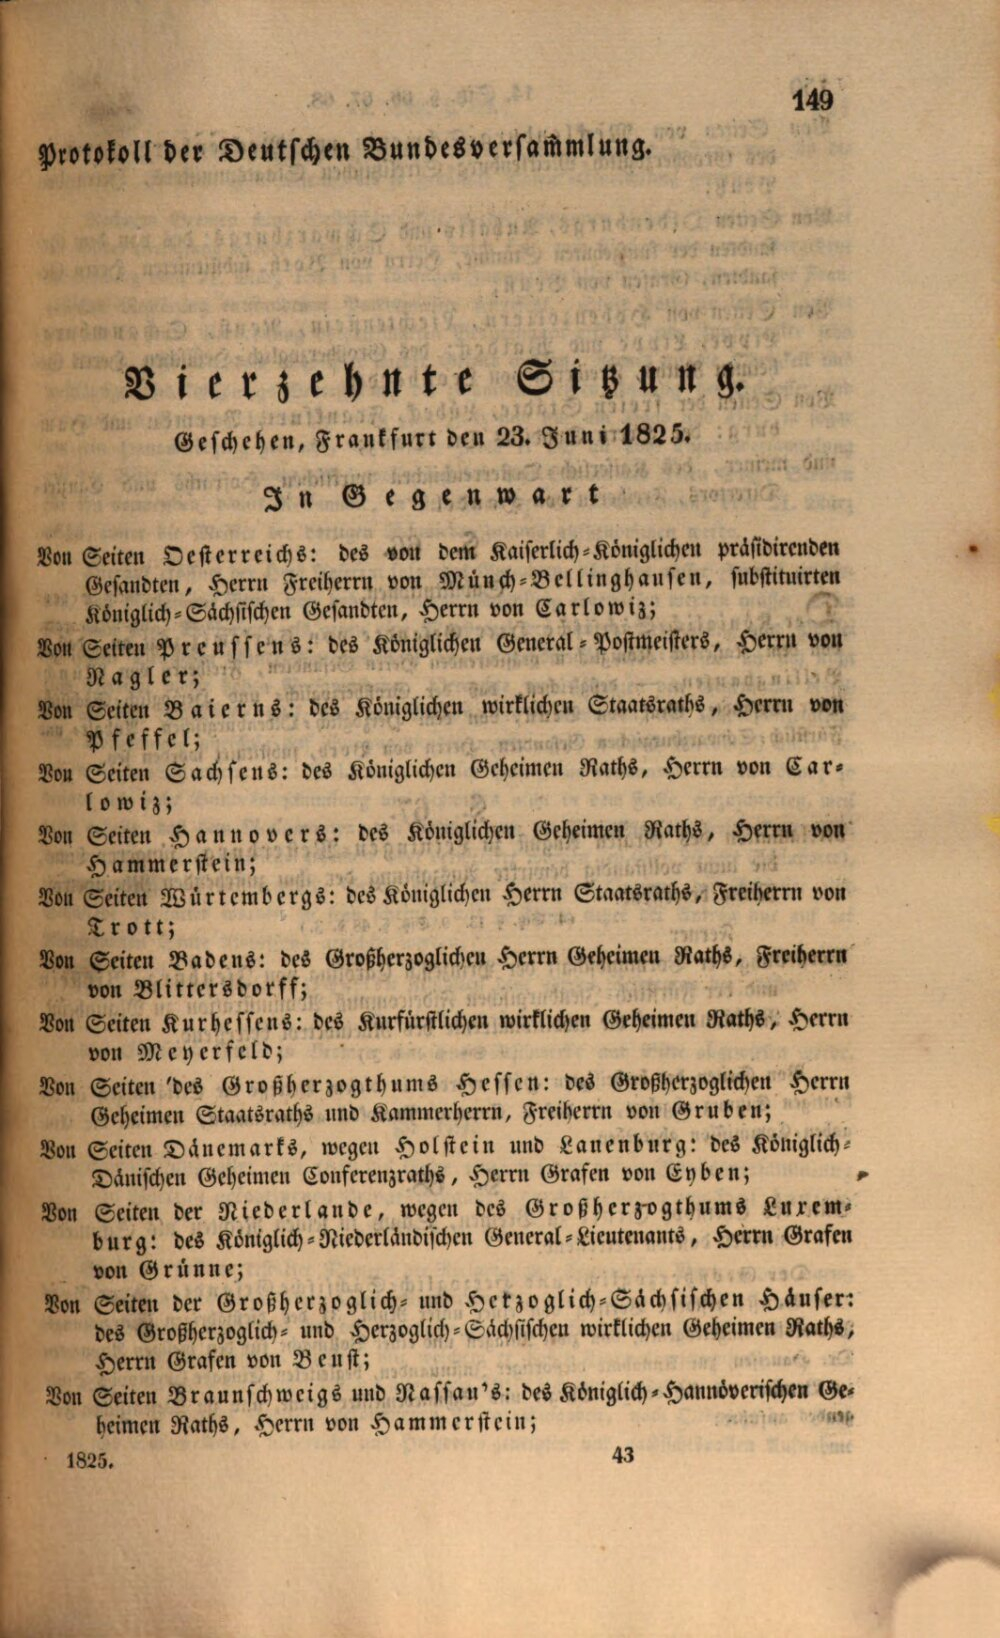 149
Protokoll der Deutschen Bundesversammlung.
Vierzehnte Sitzung.
Geschehen, Frankfurt den 23. Juni 1825.
In Gegenwart
Von Seiten Oesterreichs: des von dem Kaiserlich-Königlichen präsidirenden
Gesandten, Herrn Freiherrn von Münch-Bellinghausen, substituirten
Königlich-Sächsischen Gesandten, Herrn von Carlowiz;
Von Seiten Preussens: des Königlichen General-Postmeisters, Herrn von
Nagler;
Von Seiten Baierns: des Königlichen wirklichen Staatsraths, Herrn von
Pfeffel;
Von Seiten Sachsens: des Königlichen Geheimen Raths, Herrn von Car-
lowiz;
Von Seiten Hannovers: des Königlichen Geheimen Raths, Herrn von
Hammerstein;
Von Seiten Würtembergs: des Königlichen Herrn Staatsraths, Freiherrn von
Trott;
Von Seiten Badens: des Großherzoglichen Herrn Geheimen Raths, Freiherrn
von Blittersdorff;
Von Seiten Kurhessens: des Kurfürstlichen wirklichen Geheimen Raths, Herrn
von Meyerfeld;
Von Seiten des Großherzogthums Hessen: des Großherzoglichen Herrn
Geheimen Staatsraths und Kammerherrn, Freiherrn von Gruben;
Von Seiten Dänemarks, wegen Holstein und Lauenburg: des Königlich-
Dänischen Geheimen Conferenzraths, Herrn Grafen von Eyben;
Von Seiten der Niederlande, wegen des Großherzogthums Luxem-
burg: des Königlich-Niederländischen General-Lieutenants, Herrn Grafen
von Grünne;
Von Seiten der Großherzoglich- und Herzoglich-Sächsischen Häuser:
des Großherzoglich- und Herzoglich-Sächsischen wirklichen Geheimen Raths,
Herrn Grafen von Beust;
Von Seiten Braunschweigs und Nassau's: des Königlich-Hannöverischen Ge-
heimen Raths, Herrn von Hammerstein;
1825. 43